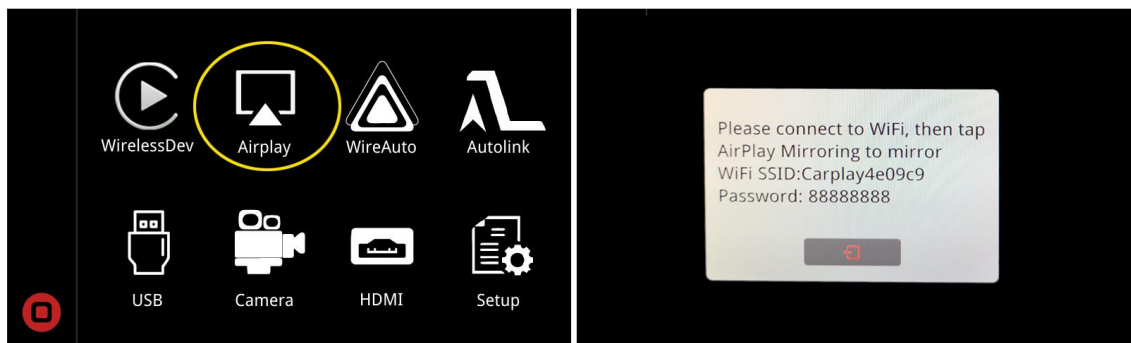 WirelessDev
Airplay
WireAuto
Autolink
USB
Camera
HDMI
Setup
Please connect to WiFi, then tap
AirPlay Mirroring to mirror
WiFi SSID:Carplay4e09c9
Password: 88888888